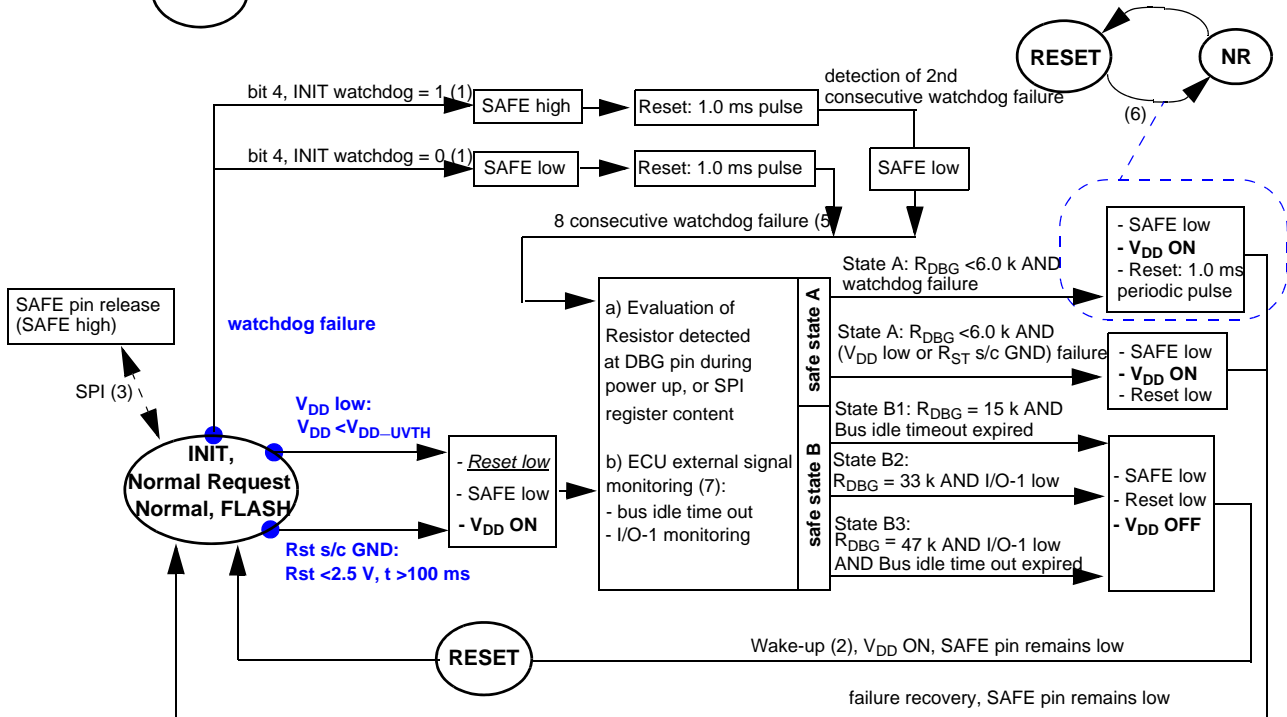 RESET
NR
(6)
bit 4, INIT watchdog = 1 (1)
SAFE high
Reset: 1.0 ms pulse
detection of 2nd
consecutive watchdog failure
bit 4, INIT watchdog = 0 (1)
SAFE low
Reset: 1.0 ms pulse
SAFE low
8 consecutive watchdog failure (5
- SAFE low
- VDD ON
- Reset: 1.0 ms
periodic pulse
State A: RDBG <6.0 k AND
watchdog failure
SAFE pin release
(SAFE high)
SPI (3)
watchdog failure
a) Evaluation of
Resistor detected
at DBG pin during
power up, or SPI
register content
b) ECU external signal
monitoring (7):
- bus idle time out
- I/O-1 monitoring
safe state A
safe state B
State A: RDBG <6.0 k AND
(VDD low or RST s/c GND) failure
- SAFE low
- VDD ON
- Reset low
VDD low:
VDD <VDD_UVTH
State B1: RDBG = 15 k AND
Bus idle timeout expired
State B2:
RDBG = 33 k AND I/O-1 low
State B3:
RDBG = 47 k AND I/O-1 low
AND Bus idle time out expired
- SAFE low
- Reset low
- VDD OFF
INIT,
Normal Request
Normal, FLASH
- Reset low
- SAFE low
- VDD ON
Rst s/c GND:
Rst <2.5 V, t >100 ms
RESET
Wake-up (2), VDD ON, SAFE pin remains low
failure recovery, SAFE pin remains low